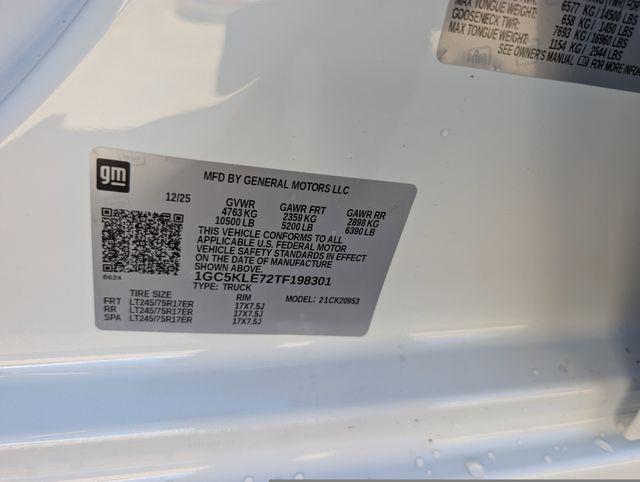 MAX TONGUE WEIGHT: 6577 KG / 14500 LBS
GOOSENECK TWR: 658 KG / 1450 LBS
MAX TONGUE WEIGHT: 7693 KG / 16960 LBS
1154 KG / 2544 LBS
SEE OWNER'S MANUAL FOR MORE INFOR
gm
MFD BY GENERAL MOTORS LLC
12/25
GVWR GAWR FRT GAWR RR
4763 KG 2359 KG 2898 KG
10500 LB 5200 LB 6390 LB
THIS VEHICLE CONFORMS TO ALL
APPLICABLE U.S. FEDERAL MOTOR
VEHICLE SAFETY STANDARDS IN EFFECT
ON THE DATE OF MANUFACTURE SHOWN ABOVE.
1GC5KLE72TF198301
8624
TYPE: TRUCK
TIRE SIZE RIM MODEL: 21CK20953
FRT LT245/75R17ER 17X7.5J
RR LT245/75R17ER 17X7.5J
SPA LT245/75R17ER 17X7.5J